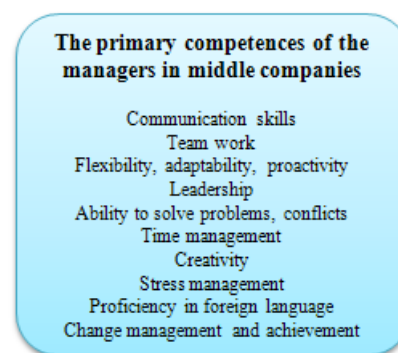 The primary competences of the
managers in middle companies
Communication skills
Team work
Flexibility, adaptability, proactivity
Leadership
Ability to solve problems, conflicts
Time management
Creativity
Stress management
Proficiency in foreign language
Change management and achievement